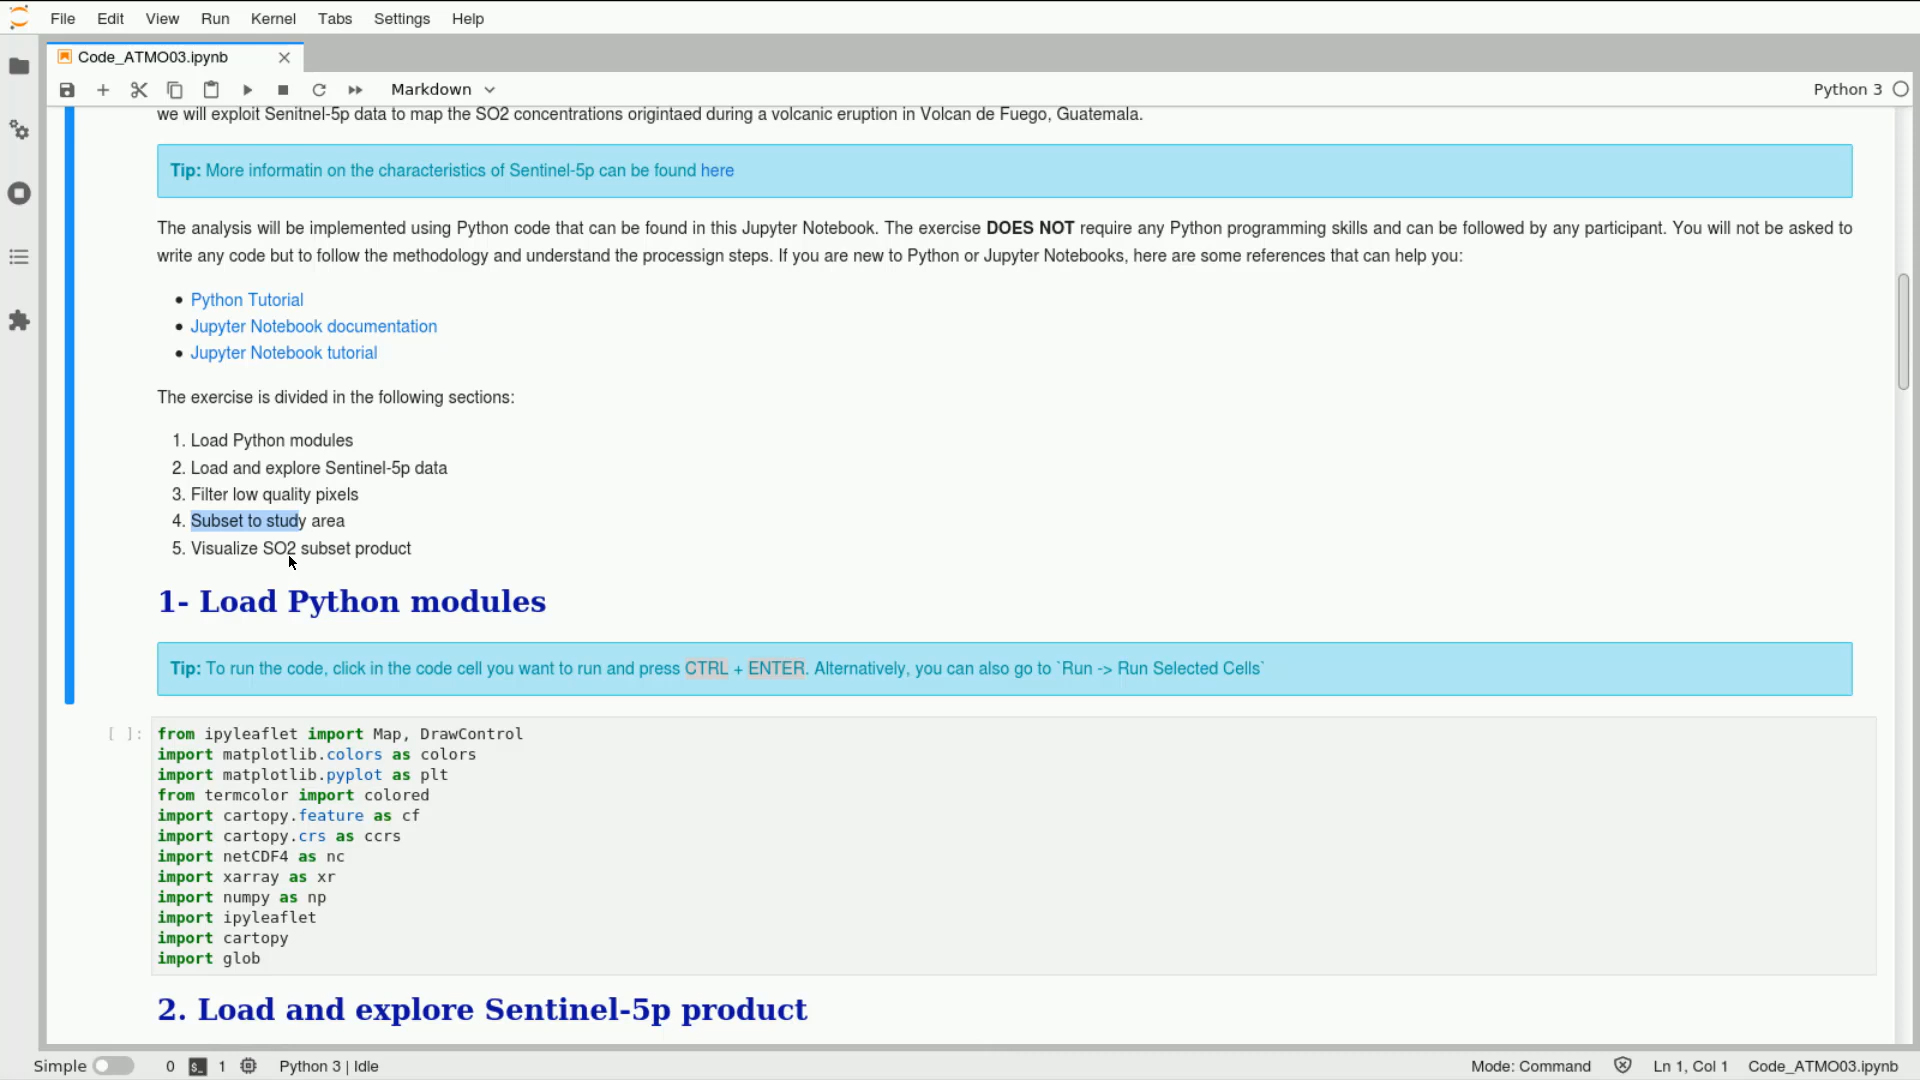 File Edit View Run Kernel Tabs Settings Help
Code_ATMO03.ipynb
Markdown
Python 3
we will exploit Senitnel-5p data to map the SO2 concentrations origintaed during a volcanic eruption in Volcan de Fuego, Guatemala.
Tip: More informatin on the characteristics of Sentinel-5p can be found here
The analysis will be implemented using Python code that can be found in this Jupyter Notebook. The exercise DOES NOT require any Python programming skills and can be followed by any participant. You will not be asked to
write any code but to follow the methodology and understand the processign steps. If you are new to Python or Jupyter Notebooks, here are some references that can help you:
• Python Tutorial
• Jupyter Notebook documentation
• Jupyter Notebook tutorial
The exercise is divided in the following sections:
1. Load Python modules
2. Load and explore Sentinel-5p data
3. Filter low quality pixels
4. Subset to study area
5. Visualize SO2 subset product
1- Load Python modules
Tip: To run the code, click in the code cell you want to run and press CTRL + ENTER. Alternatively, you can also go to `Run -> Run Selected Cells`
[ ]: from ipyleaflet import Map, DrawControl
import matplotlib.colors as colors
import matplotlib.pyplot as plt
from termcolor import colored
import cartopy.feature as cf
import cartopy.crs as ccrs
import netCDF4 as nc
import xarray as xr
import numpy as np
import ipyleaflet
import cartopy
import glob
2. Load and explore Sentinel-5p product
Simple 0 $_ 1 Python 3 | Idle Mode: Command Ln 1, Col 1 Code_ATMO03.ipynb